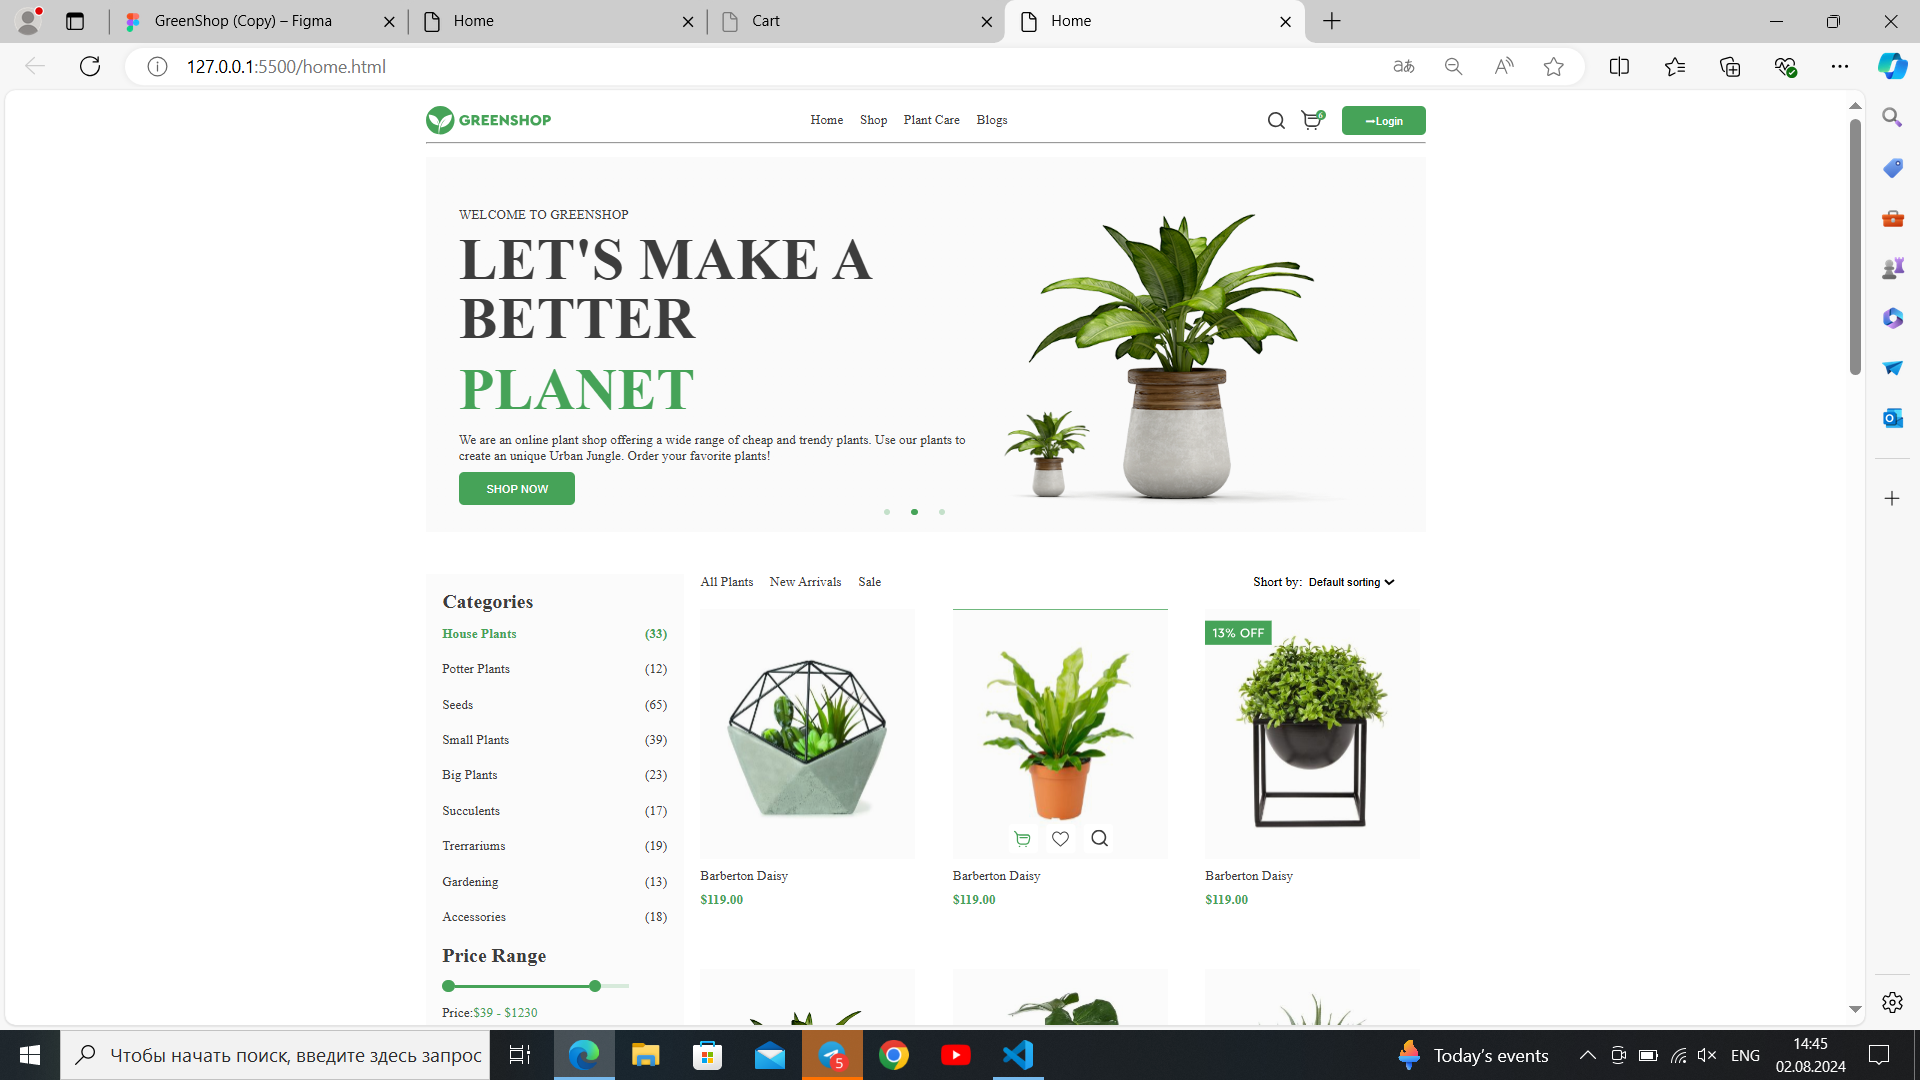 GreenShop (Copy) – Figma
Home
Cart
Home
127.0.0.1:5500/home.html
aあ
GREENSHOP
Home Shop Plant Care Blogs
6
Login
WELCOME TO GREENSHOP
LET'S MAKE A
BETTER
PLANET
We are an online plant shop offering a wide range of cheap and trendy plants. Use our plants to
create an unique Urban Jungle. Order your favorite plants!
SHOP NOW
Categories
House Plants (33)
Potter Plants (12)
Seeds (65)
Small Plants (39)
Big Plants (23)
Succulents (17)
Trerrariums (19)
Gardening (13)
Accessories (18)
Price Range
Price:$39 - $1230
All Plants New Arrivals Sale
Short by: Default sorting
13% OFF
Barberton Daisy
$119.00
Barberton Daisy
$119.00
Barberton Daisy
$119.00
Чтобы начать поиск, введите здесь запрос
5
Today's events
ENG
14:45
02.08.2024